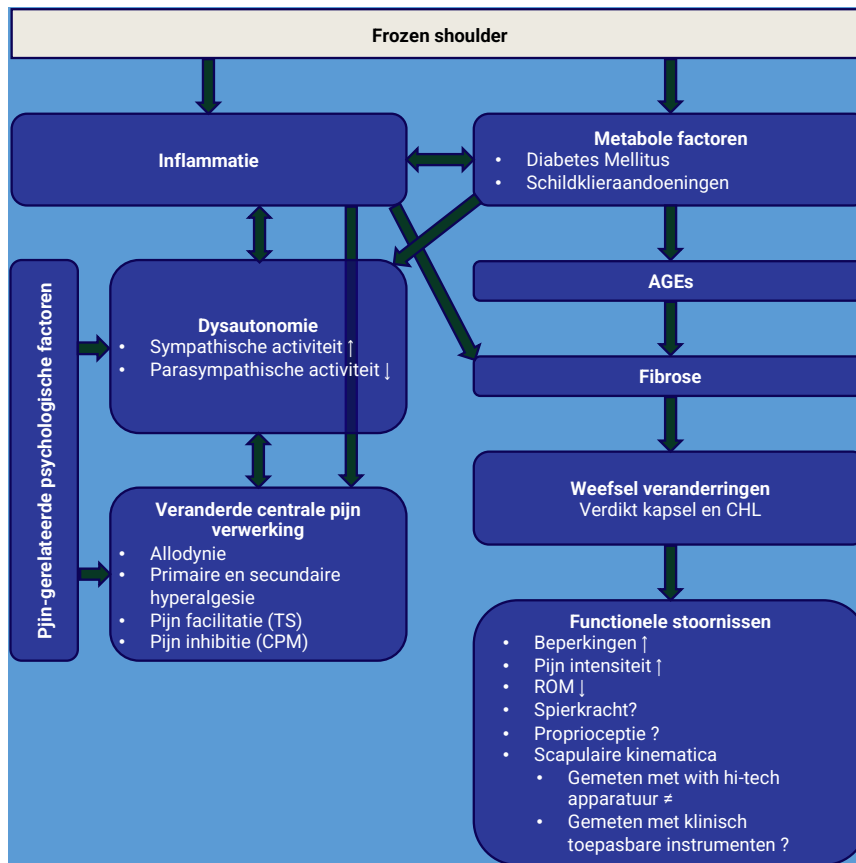 Frozen shoulder
Inflammatie
Metabole factoren
• Diabetes Mellitus
• Schildklieraandoeningen
AGEs
Pjin-gerelateerde psychologische factoren
Dysautonomie
• Sympathische activiteit ↑
• Parasympathische activiteit ↓
Fibrose
Weefsel veranderringen
Verdikt kapsel en CHL
Veranderde centrale pijn
verwerking
• Allodynie
• Primaire en secundaire
hyperalgesie
• Pijn facilitatie (TS)
• Pijn inhibitie (CPM)
Functionele stoornissen
• Beperkingen ↑
• Pijn intensiteit ↑
• ROM ↓
• Spierkracht?
• Proprioceptie ?
• Scapulaire kinematica
• Gemeten met with hi-tech
apparatuur ≠
• Gemeten met klinisch
toepasbare instrumenten ?